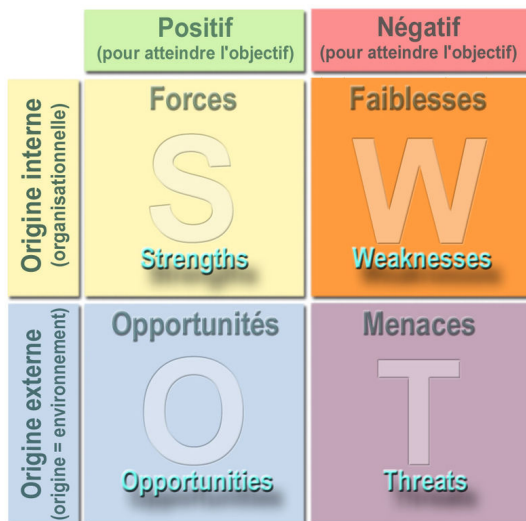 Positif
(pour atteindre l'objectif)
Négatif
(pour atteindre l'objectif)
Origine interne
(organisationnelle)
Forces
S
Strengths
Faiblesses
W
Weaknesses
Origine externe
(origine = environnement)
Opportunités
O
Opportunities
Menaces
T
Threats